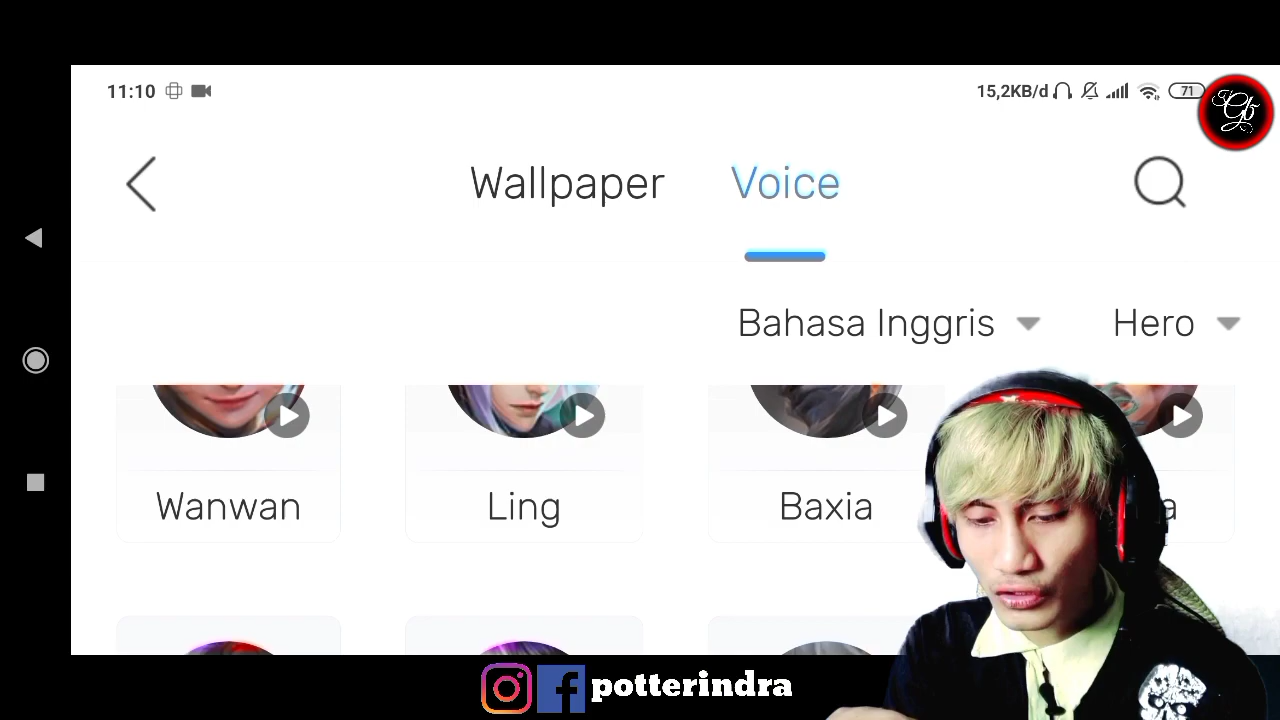 11:10
15,2KB/d
71
Wallpaper
Voice
Bahasa Inggris
Hero
Wanwan
Ling
Baxia
potterindra